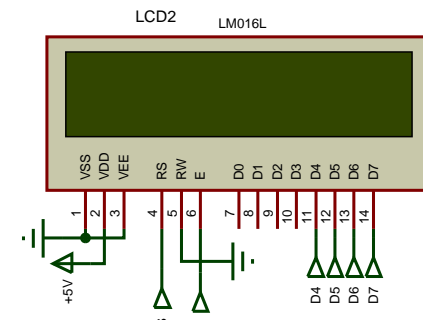 LCD2
LM016L
VSS VDD VEE RS RW E D0 D1 D2 D3 D4 D5 D6 D7
1 2 3 4 5 6 7 8 9 10 11 12 13 14
+5V D4 D5 D6 D7